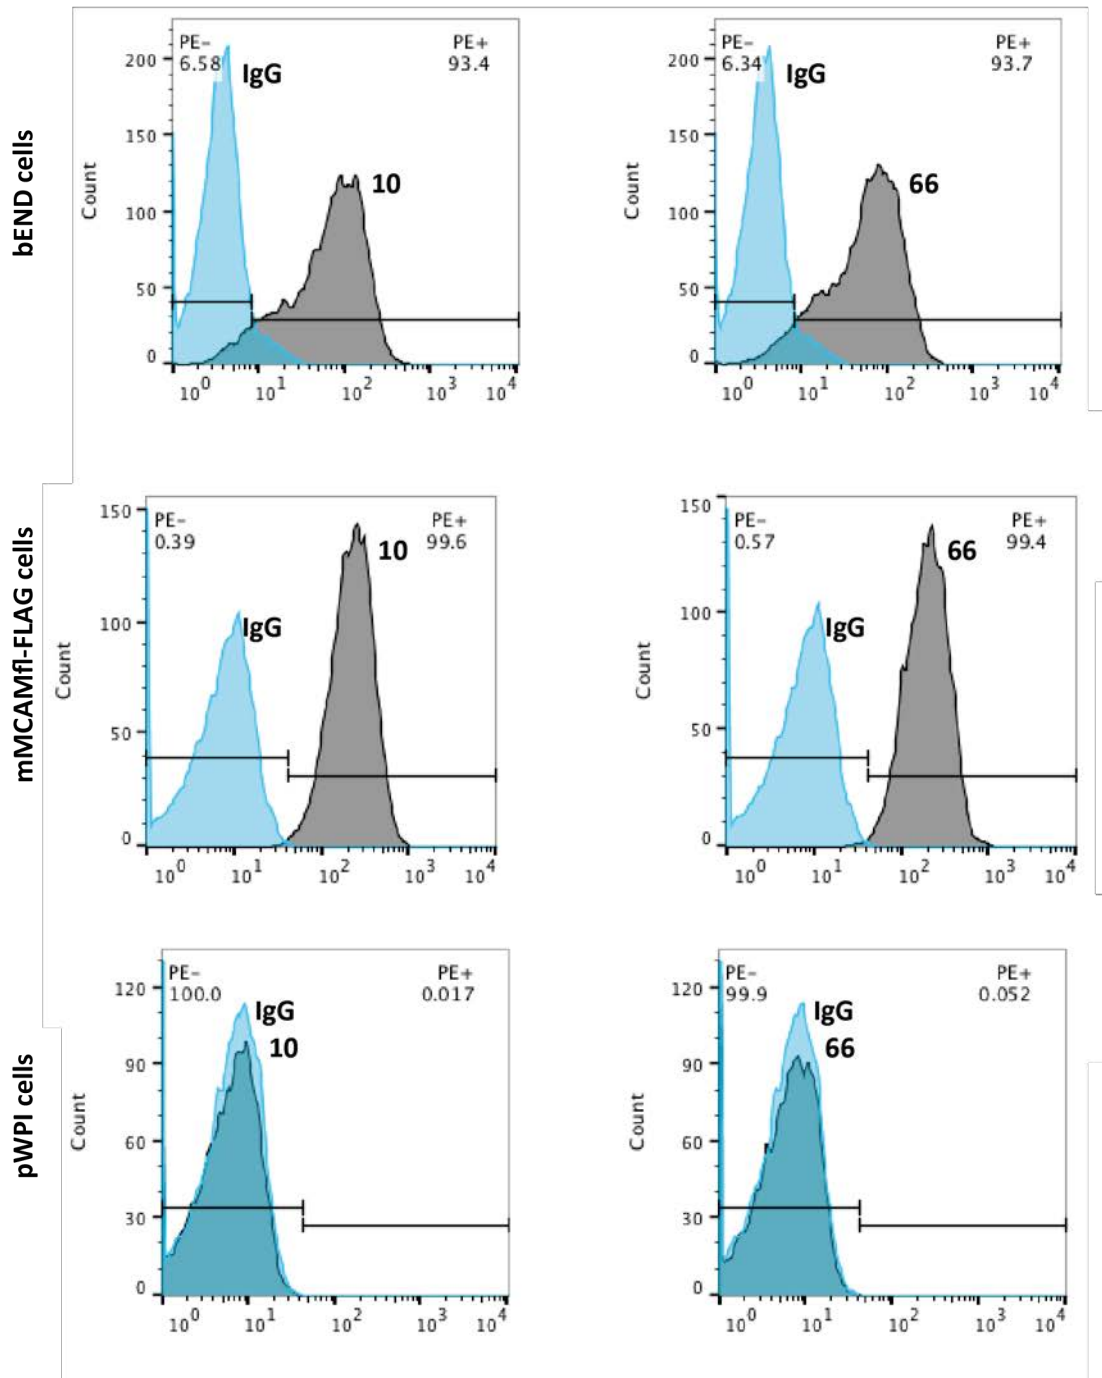 bEND cells
PE-
6.58
PE+
93.4
IgG
10
Count
200
150
100
50
0
10^0 10^1 10^2 10^3 10^4
PE-
6.34
PE+
93.7
IgG
66
Count
200
150
100
50
0
10^0 10^1 10^2 10^3 10^4
mMCAMfl-FLAG cells
PE-
0.39
PE+
99.6
IgG
10
Count
150
100
50
0
10^0 10^1 10^2 10^3 10^4
PE-
0.57
PE+
99.4
IgG
66
Count
150
100
50
0
10^0 10^1 10^2 10^3 10^4
pWPI cells
PE-
100.0
PE+
0.017
IgG
10
Count
120
90
60
30
0
10^0 10^1 10^2 10^3 10^4
PE-
99.9
PE+
0.052
IgG
66
Count
120
90
60
30
0
10^0 10^1 10^2 10^3 10^4